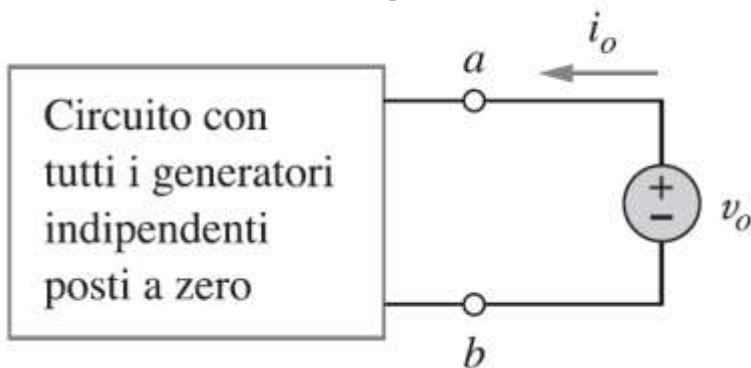 i_o
a
Circuito con
tutti i generatori
indipendenti
posti a zero
+
−
v_o
b